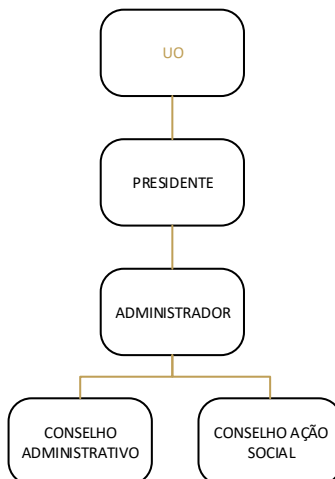 UO
PRESIDENTE
ADMINISTRADOR
CONSELHO
ADMINISTRATIVO
CONSELHO AÇÃO
SOCIAL